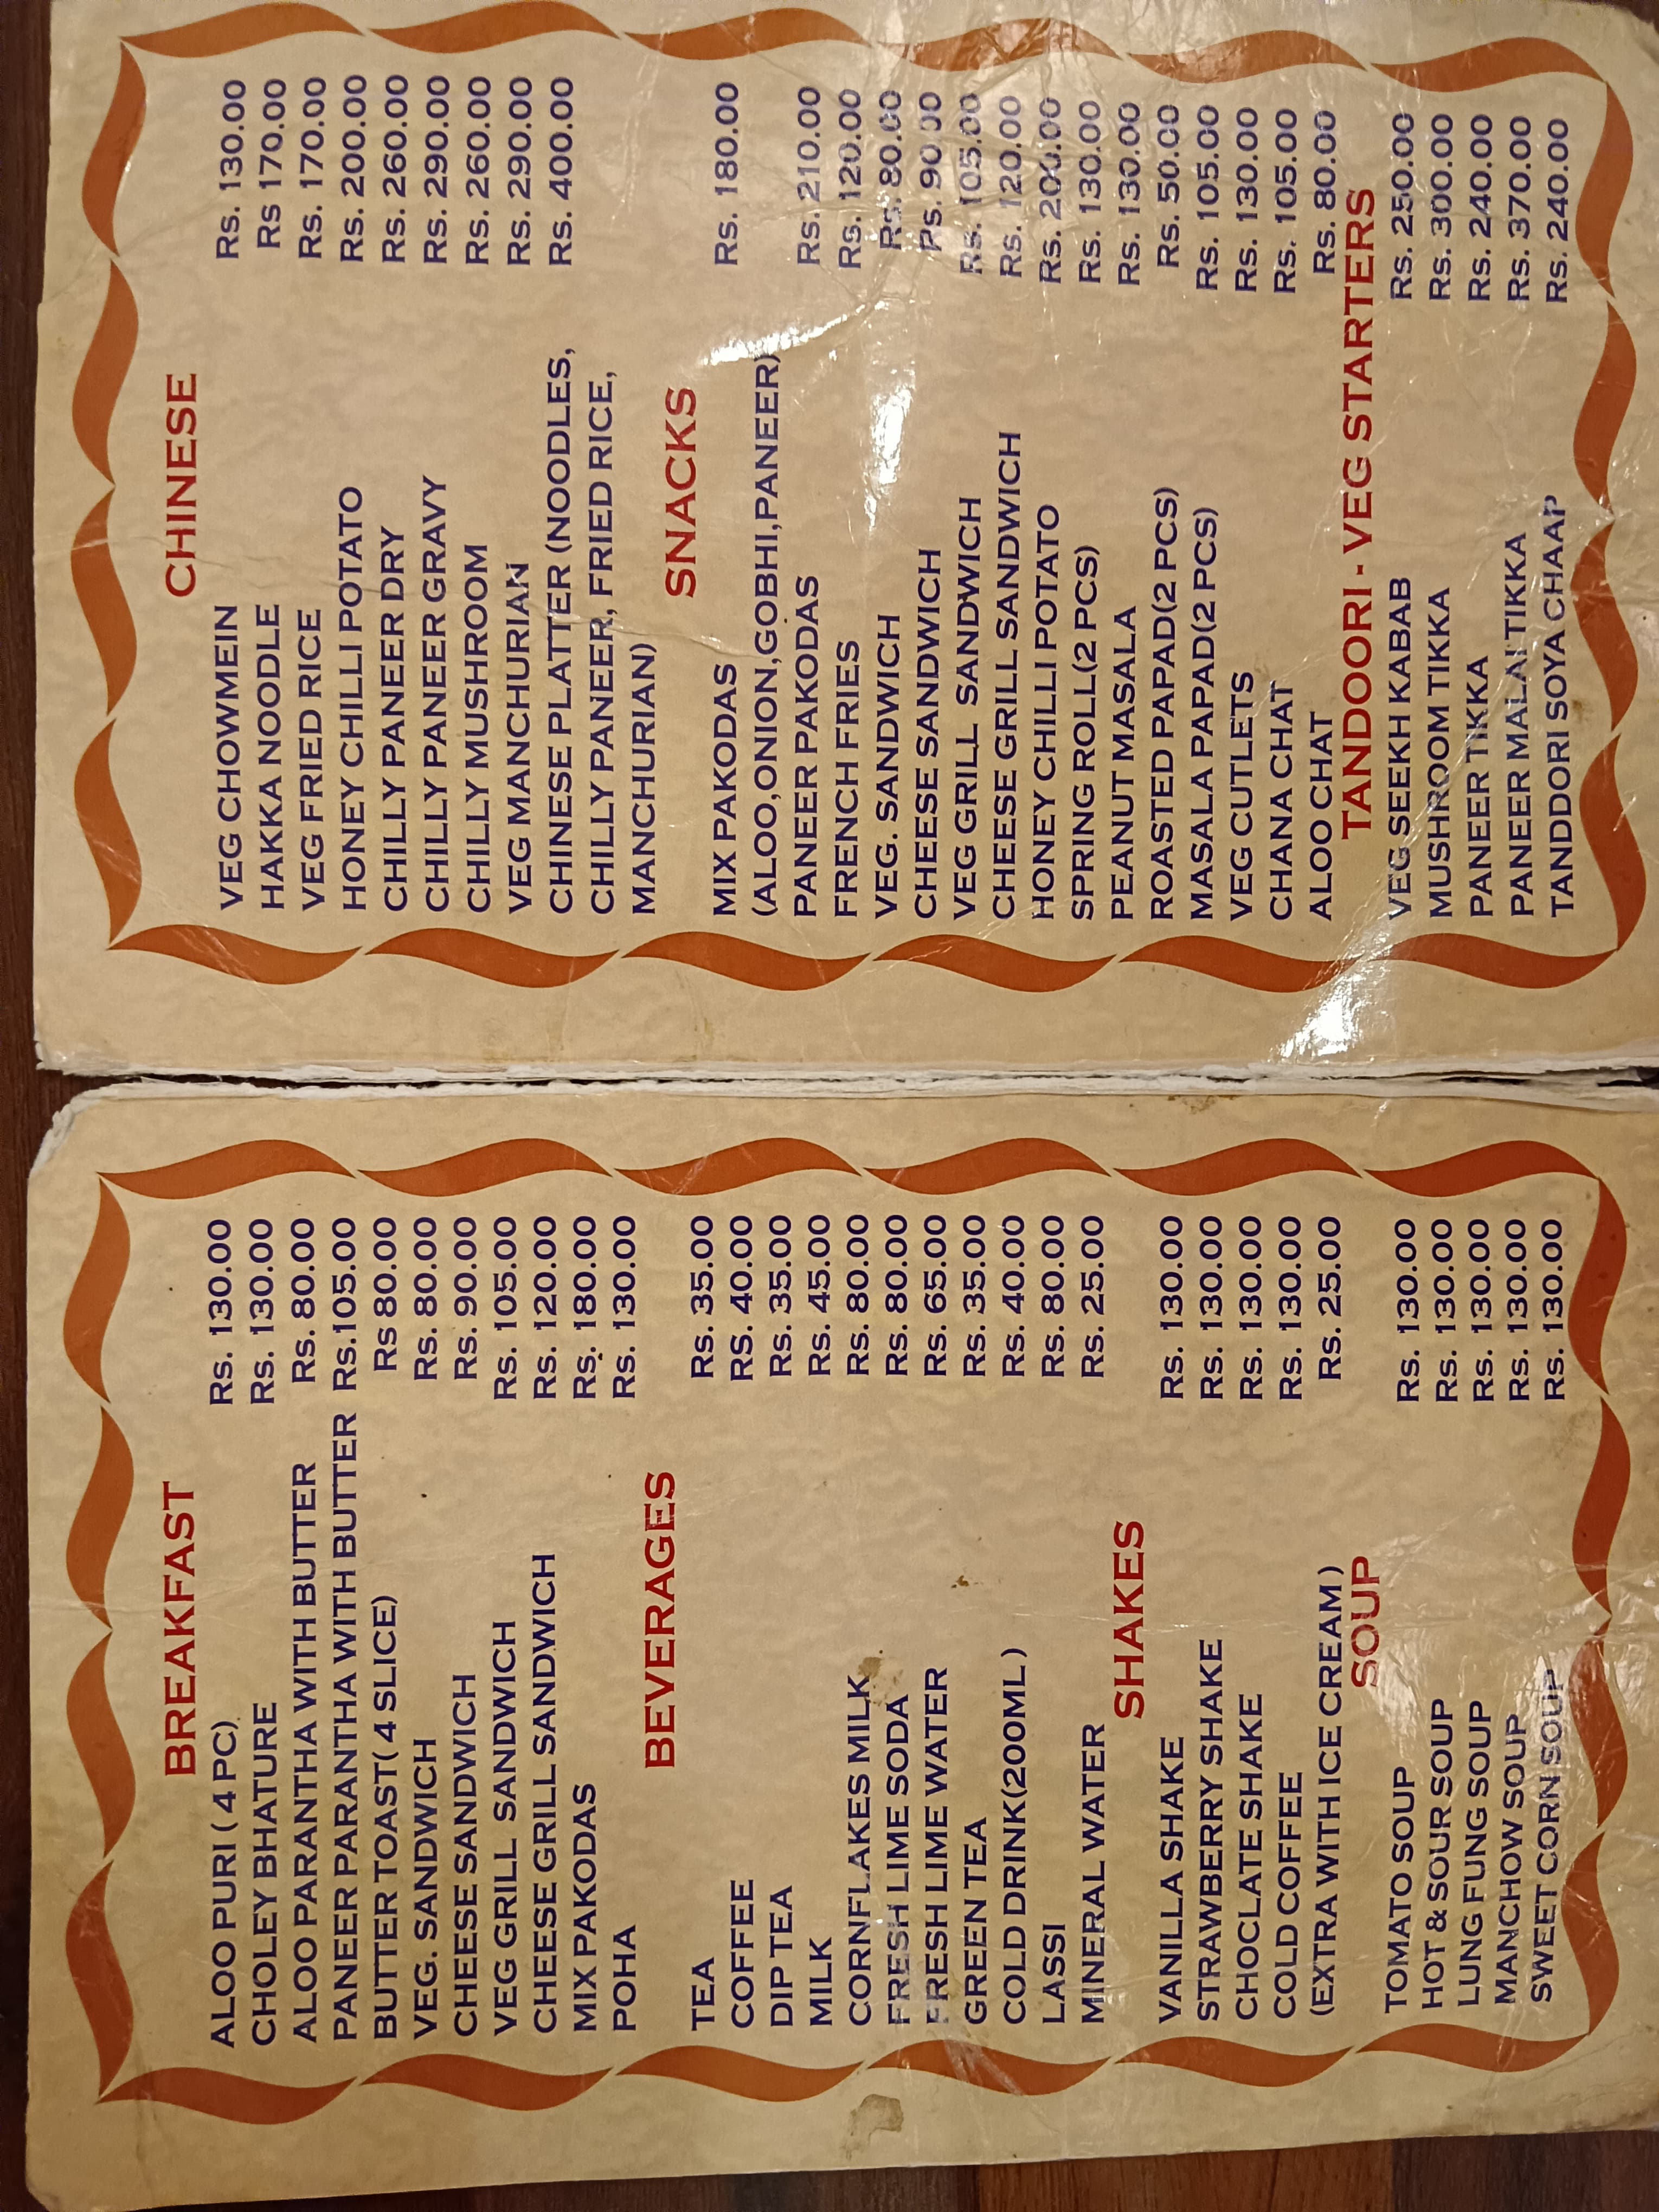 BREAKFAST
ALOO PURI ( 4 PC) Rs. 130.00
CHOLEY BHATURE Rs. 130.00
ALOO PARANTHA WITH BUTTER Rs. 80.00
PANEER PARANTHA WITH BUTTER Rs.105.00
BUTTER TOAST( 4 SLICE) Rs 80.00
VEG. SANDWICH Rs. 80.00
CHEESE SANDWICH Rs. 90.00
VEG GRILL SANDWICH Rs. 105.00
CHEESE GRILL SANDWICH Rs. 120.00
MIX PAKODAS Rs. 180.00
POHA Rs. 130.00
BEVERAGES
TEA Rs. 35.00
COFFEE Rs. 40.00
DIP TEA Rs. 35.00
MILK Rs. 45.00
CORNFLAKES MILK Rs. 80.00
FRESH LIME SODA Rs. 80.00
FRESH LIME WATER Rs. 65.00
GREEN TEA Rs. 35.00
COLD DRINK(200ML ) Rs. 40.00
LASSI Rs. 80.00
MINERAL WATER Rs. 25.00
SHAKES
VANILLA SHAKE Rs. 130.00
STRAWBERRY SHAKE Rs. 130.00
CHOCLATE SHAKE Rs. 130.00
COLD COFFEE Rs. 130.00
(EXTRA WITH ICE CREAM ) Rs. 25.00
SOUP
TOMATO SOUP Rs. 130.00
HOT & SOUR SOUP Rs. 130.00
LUNG FUNG SOUP Rs. 130.00
MANCHOW SOUP Rs. 130.00
SWEET CORN SOUP Rs. 130.00
CHINESE
VEG CHOWMEIN Rs. 130.00
HAKKA NOODLE Rs 170.00
VEG FRIED RICE Rs. 170.00
HONEY CHILLI POTATO Rs. 200.00
CHILLY PANEER DRY Rs. 260.00
CHILLY PANEER GRAVY Rs. 290.00
CHILLY MUSHROOM Rs. 260.00
VEG MANCHURIAN Rs. 290.00
CHINESE PLATTER (NOODLES, Rs. 400.00
CHILLY PANEER, FRIED RICE,
MANCHURIAN)
SNACKS
MIX PAKODAS Rs. 180.00
(ALOO,ONION,GOBHI,PANEER)
PANEER PAKODAS Rs. 210.00
FRENCH FRIES Rs. 120.00
VEG. SANDWICH Rs. 80.00
CHEESE SANDWICH Rs. 90.00
VEG GRILL SANDWICH Rs. 105.00
CHEESE GRILL SANDWICH Rs. 120.00
HONEY CHILLI POTATO Rs. 200.00
SPRING ROLL(2 PCS) Rs. 130.00
PEANUT MASALA Rs. 130.00
ROASTED PAPAD(2 PCS) Rs. 50.00
MASALA PAPAD(2 PCS) Rs. 105.00
VEG CUTLETS Rs. 130.00
CHANA CHAT Rs. 105.00
ALOO CHAT Rs. 80.00
TANDOORI - VEG STARTERS
VEG SEEKH KABAB Rs. 250.00
MUSHROOM TIKKA Rs. 300.00
PANEER TIKKA Rs. 240.00
PANEER MALAI TIKKA Rs. 370.00
TANDDORI SOYA CHAAP Rs. 240.00